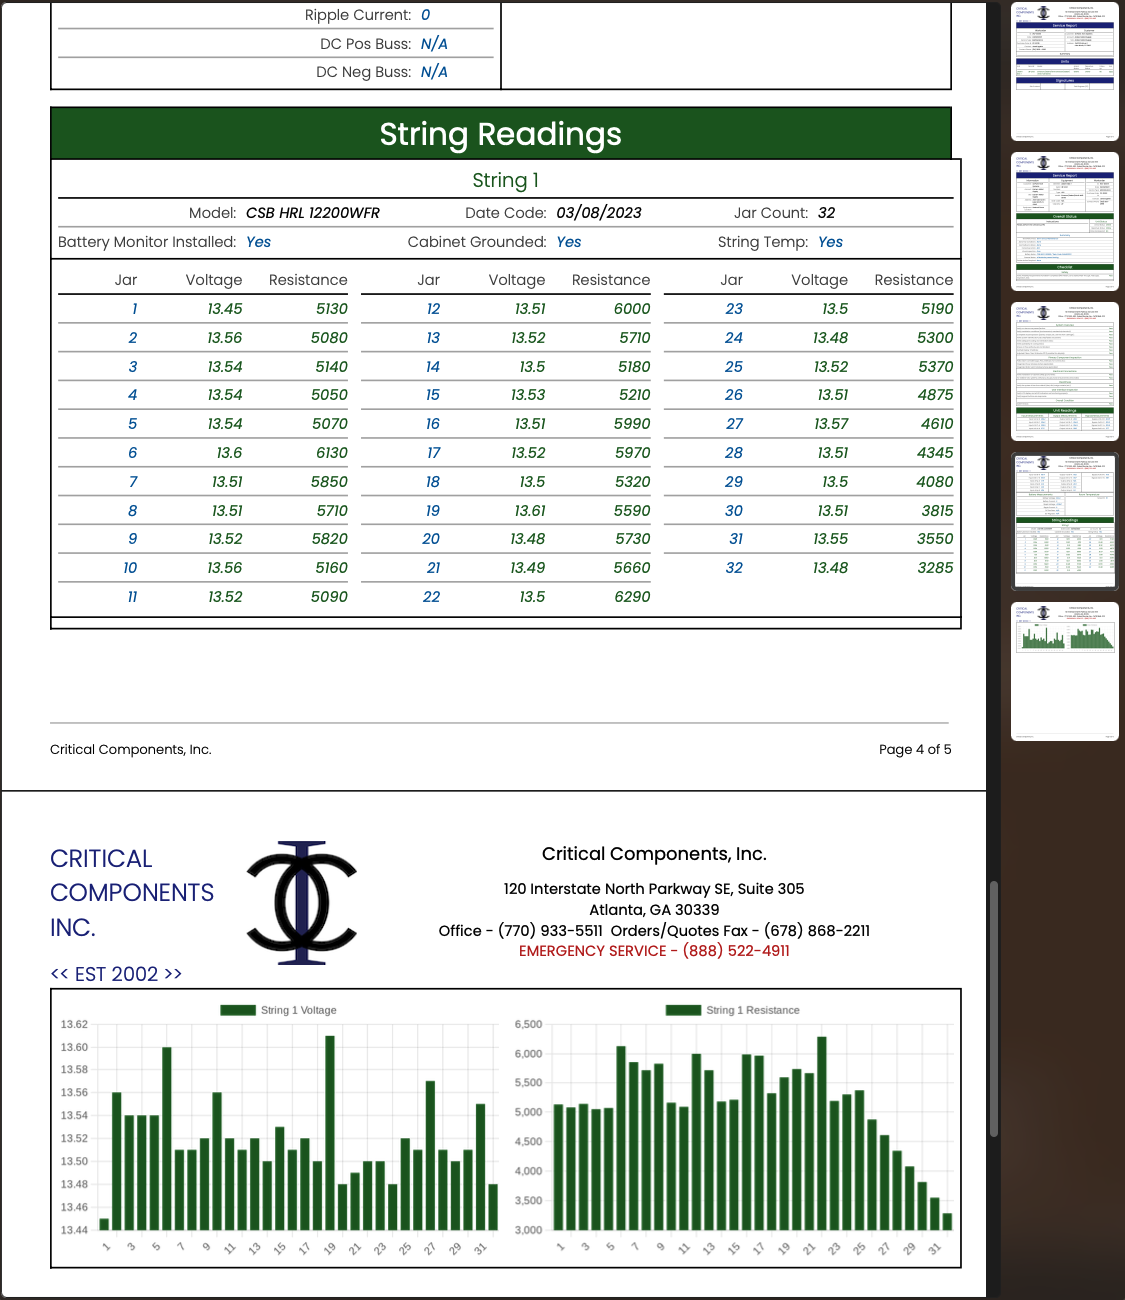 Ripple Current: 0
DC Pos Buss: N/A
DC Neg Buss: N/A
String Readings
String 1
Model: CSB HRL 12200WFR Date Code: 03/08/2023 Jar Count: 32
Battery Monitor Installed: Yes Cabinet Grounded: Yes String Temp: Yes
Jar Voltage Resistance Jar Voltage Resistance Jar Voltage Resistance
1 13.45 5130 12 13.51 6000 23 13.5 5190
2 13.56 5080 13 13.52 5710 24 13.48 5300
3 13.54 5140 14 13.5 5180 25 13.52 5370
4 13.54 5050 15 13.53 5210 26 13.51 4875
5 13.54 5070 16 13.51 5990 27 13.57 4610
6 13.6 6130 17 13.52 5970 28 13.51 4345
7 13.51 5850 18 13.5 5320 29 13.5 4080
8 13.51 5710 19 13.61 5590 30 13.51 3815
9 13.52 5820 20 13.48 5730 31 13.55 3550
10 13.56 5160 21 13.49 5660 32 13.48 3285
11 13.52 5090 22 13.5 6290
Critical Components, Inc. Page 4 of 5
CRITICAL
COMPONENTS
INC.
<< EST 2002 >>
Critical Components, Inc.
120 Interstate North Parkway SE, Suite 305
Atlanta, GA 30339
Office - (770) 933-5511 Orders/Quotes Fax - (678) 868-2211
EMERGENCY SERVICE - (888) 522-4911
String 1 Voltage
13.62
13.60
13.58
13.56
13.54
13.52
13.50
13.48
13.46
13.44
1 3 5 7 9 11 13 15 17 19 21 23 25 27 29 31
String 1 Resistance
6,500
6,000
5,500
5,000
4,500
4,000
3,500
3,000
1 3 5 7 9 11 13 15 17 19 21 23 25 27 29 31
Service Report
Units
Signatures
Service Report
Overall Status
Checklist
Unit Readings
String Readings